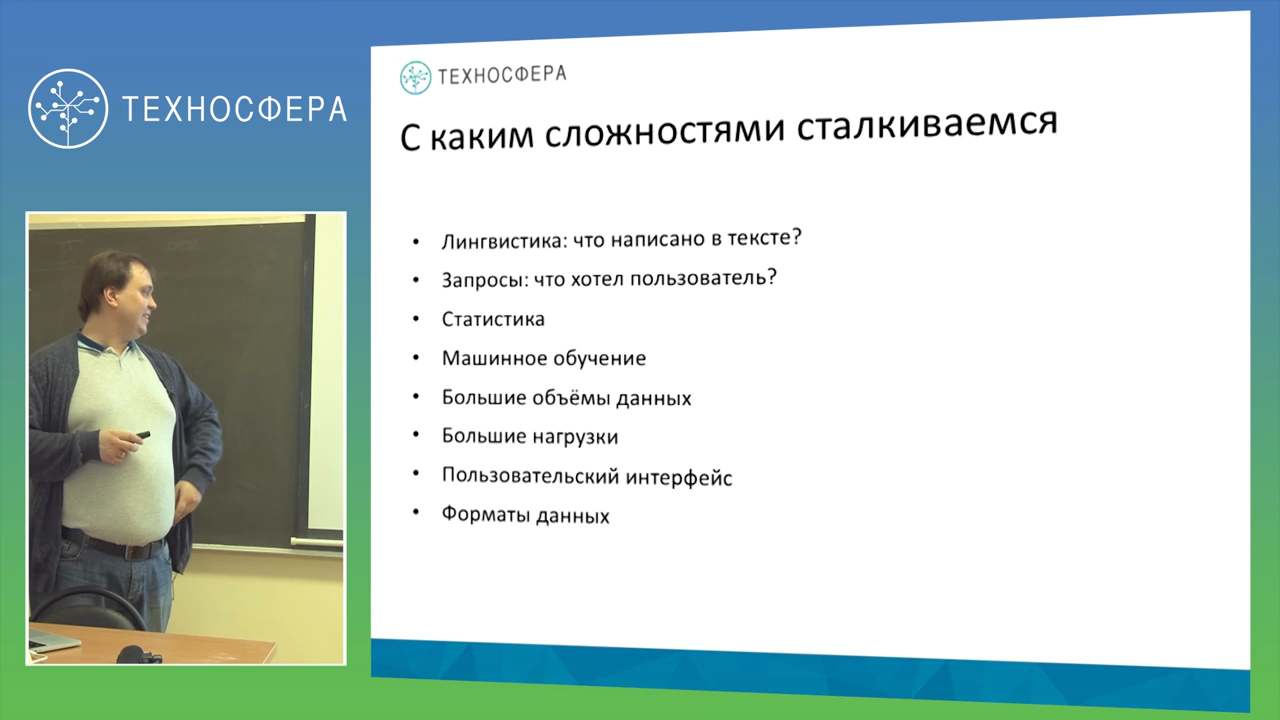 ТЕХНОСФЕРА
ТЕХНОСФЕРА
С каким сложностями сталкиваемся
• Лингвистика: что написано в тексте?
• Запросы: что хотел пользователь?
• Статистика
• Машинное обучение
• Большие объёмы данных
• Большие нагрузки
• Пользовательский интерфейс
• Форматы данных